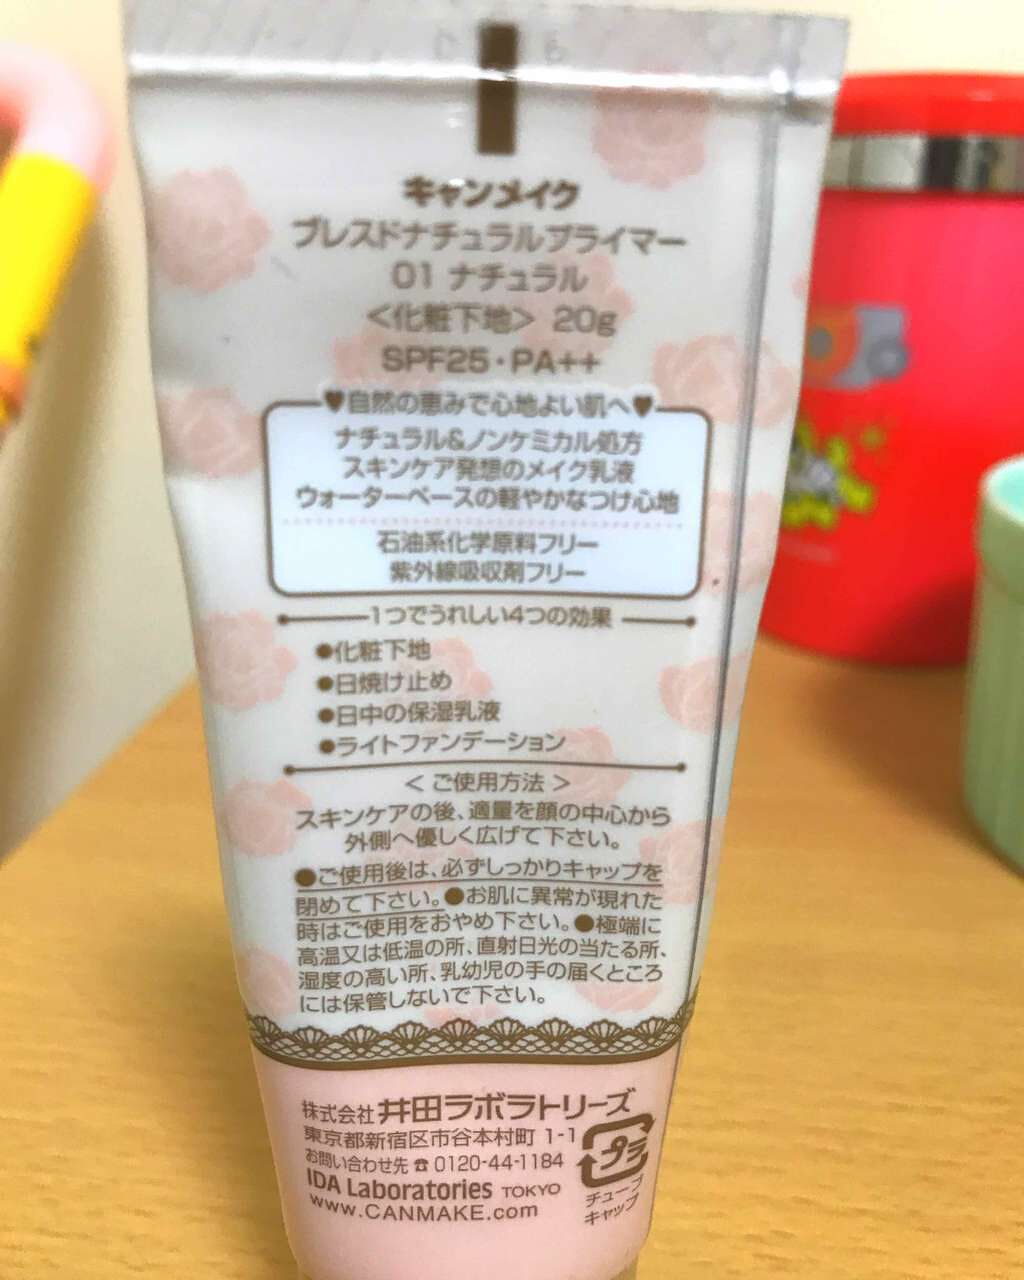 キャンメイク
ブレスドナチュラルプライマー
01 ナチュラル
<化粧下地> 20g
SPF25・PA++
♥自然の恵みで心地よい肌へ♥
ナチュラル&ノンケミカル処方
スキンケア発想のメイク乳液
ウォーターベースの軽やかなつけ心地
石油系化学原料フリー
紫外線吸収剤フリー
1つでうれしい4つの効果
●化粧下地
●日焼け止め
●日中の保湿乳液
●ライトファンデーション
< ご使用方法 >
スキンケアの後、適量を顔の中心から
外側へ優しく広げて下さい。
●ご使用後は、必ずしっかりキャップを
閉めて下さい。●お肌に異常が現れた
時はご使用をおやめ下さい。●極端に
高温又は低温の所、直射日光の当たる所、
湿度の高い所、乳幼児の手の届くところ
には保管しないで下さい。
株式会社 井田ラボラトリーズ
東京都新宿区市谷本村町 1-1
お問い合わせ先 ☎ 0120-44-1184
IDA Laboratories TOKYO
www.CANMAKE.com
プラ
チューブ
キャップ